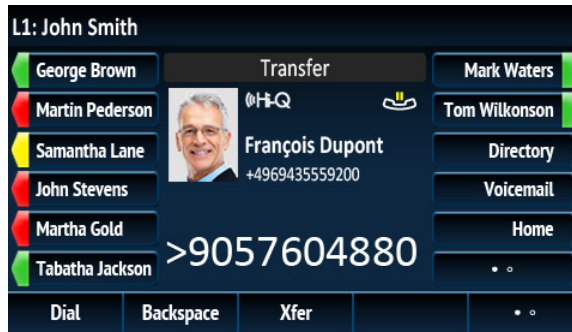 L1: John Smith
George Brown
Martin Pederson
Samantha Lane
John Stevens
Martha Gold
Tabatha Jackson
Transfer
Hi-Q
François Dupont
+4969435559200
>9057604880
Mark Waters
Tom Wilkonson
Directory
Voicemail
Home
Dial Backspace Xfer